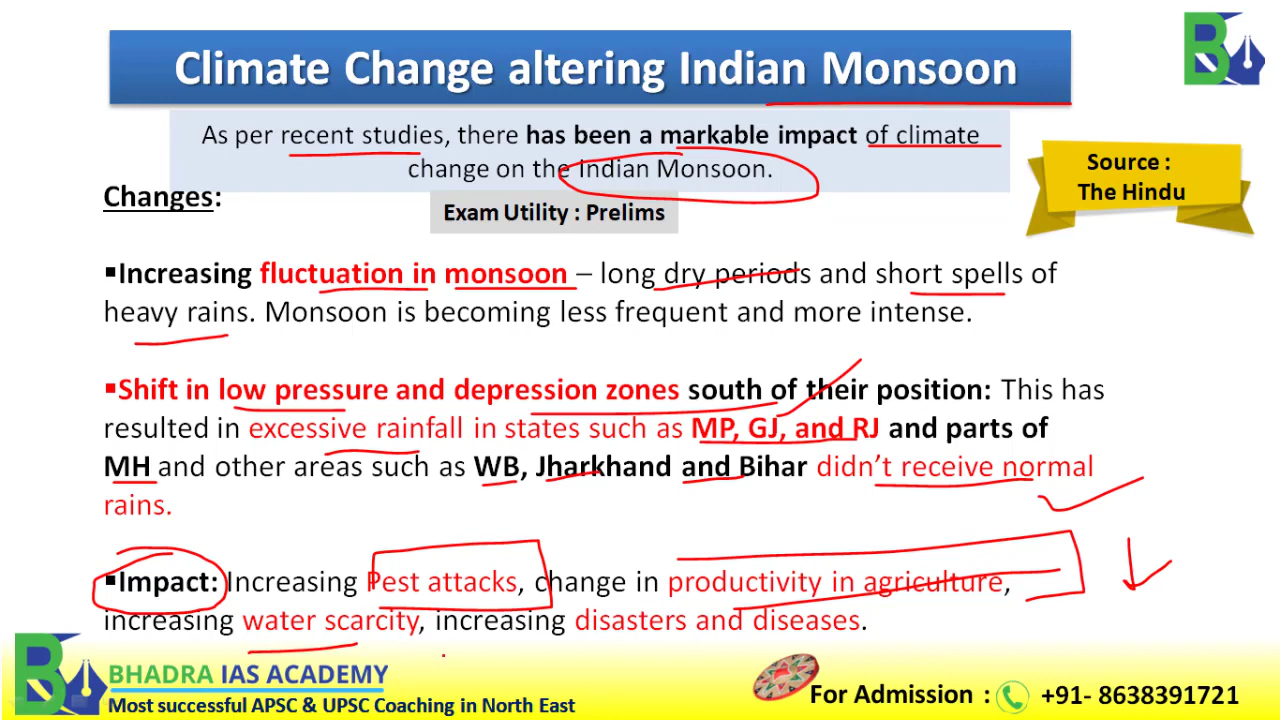 Climate Change altering Indian Monsoon
As per recent studies, there has been a markable impact of climate
change on the Indian Monsoon.
Source :
The Hindu
Changes:
Exam Utility : Prelims
▪Increasing fluctuation in monsoon – long dry periods and short spells of
heavy rains. Monsoon is becoming less frequent and more intense.
▪Shift in low pressure and depression zones south of their position: This has
resulted in excessive rainfall in states such as MP, GJ, and RJ and parts of
MH and other areas such as WB, Jharkhand and Bihar didn't receive normal
rains.
▪Impact: Increasing Pest attacks, change in productivity in agriculture,
increasing water scarcity, increasing disasters and diseases.
BHADRA IAS ACADEMY
Most successful APSC & UPSC Coaching in North East
For Admission : +91- 8638391721